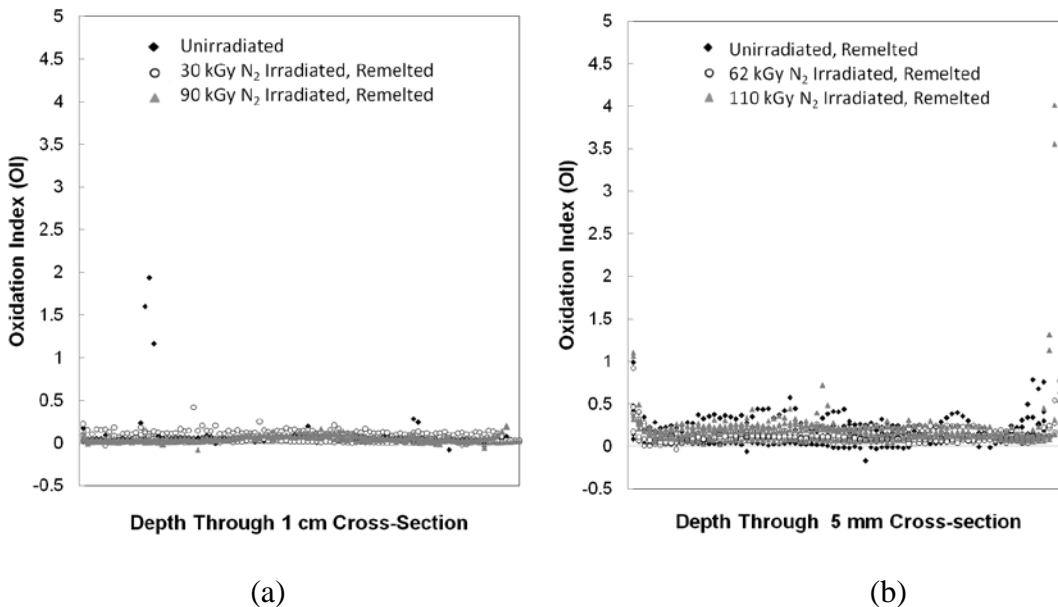 5
4.5
4
3.5
3
2.5
2
1.5
1
0.5
0
-0.5
Oxidation Index (OI)
Unirradiated
30 kGy N₂ Irradiated, Remelted
90 kGy N₂ Irradiated, Remelted
Depth Through 1 cm Cross-Section
(a)
5
4.5
4
3.5
3
2.5
2
1.5
1
0.5
0
-0.5
Oxidation Index (OI)
Unirradiated, Remelted
62 kGy N₂ Irradiated, Remelted
110 kGy N₂ Irradiated, Remelted
Depth Through 5 mm Cross-section
(b)